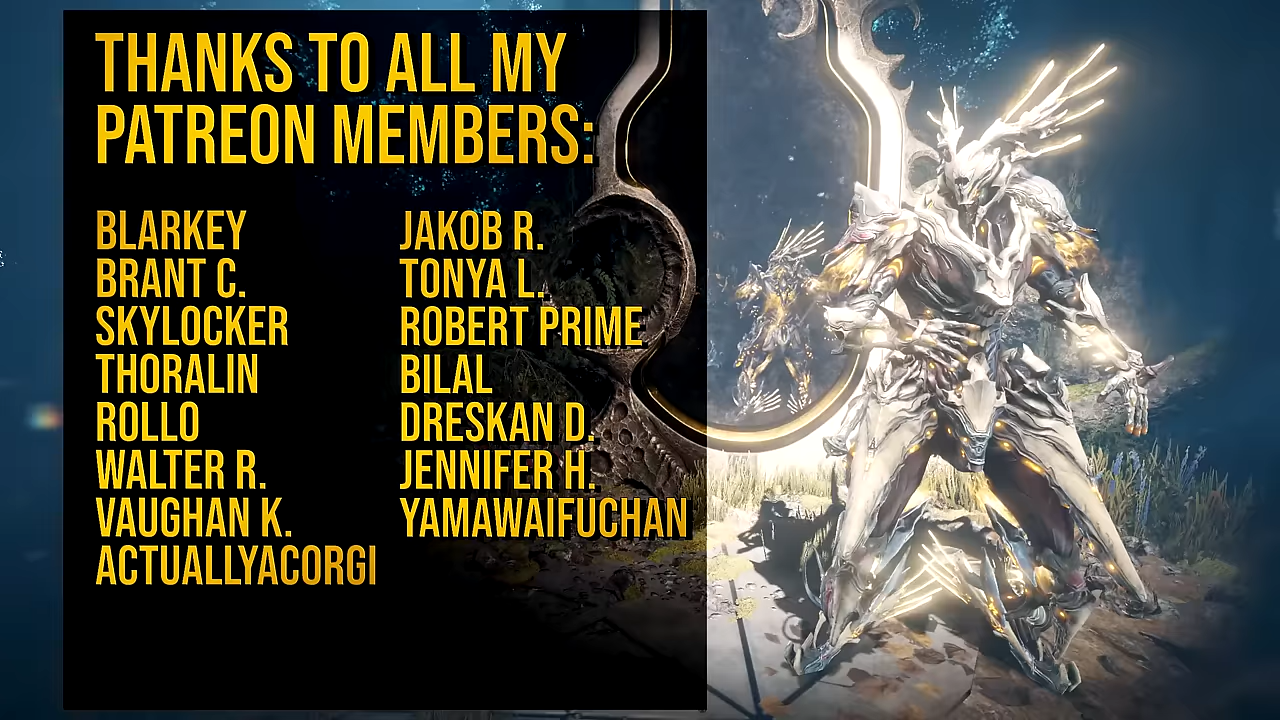 THANKS TO ALL MY
PATREON MEMBERS:
BLARKEY
BRANT C.
SKYLOCKER
THORALIN
ROLLO
WALTER R.
VAUGHAN K.
ACTUALLYACORGI
JAKOB R.
TONYA L.
ROBERT PRIME
BILAL
DRESKAN D.
JENNIFER H.
YAMAWAIFUCHAN